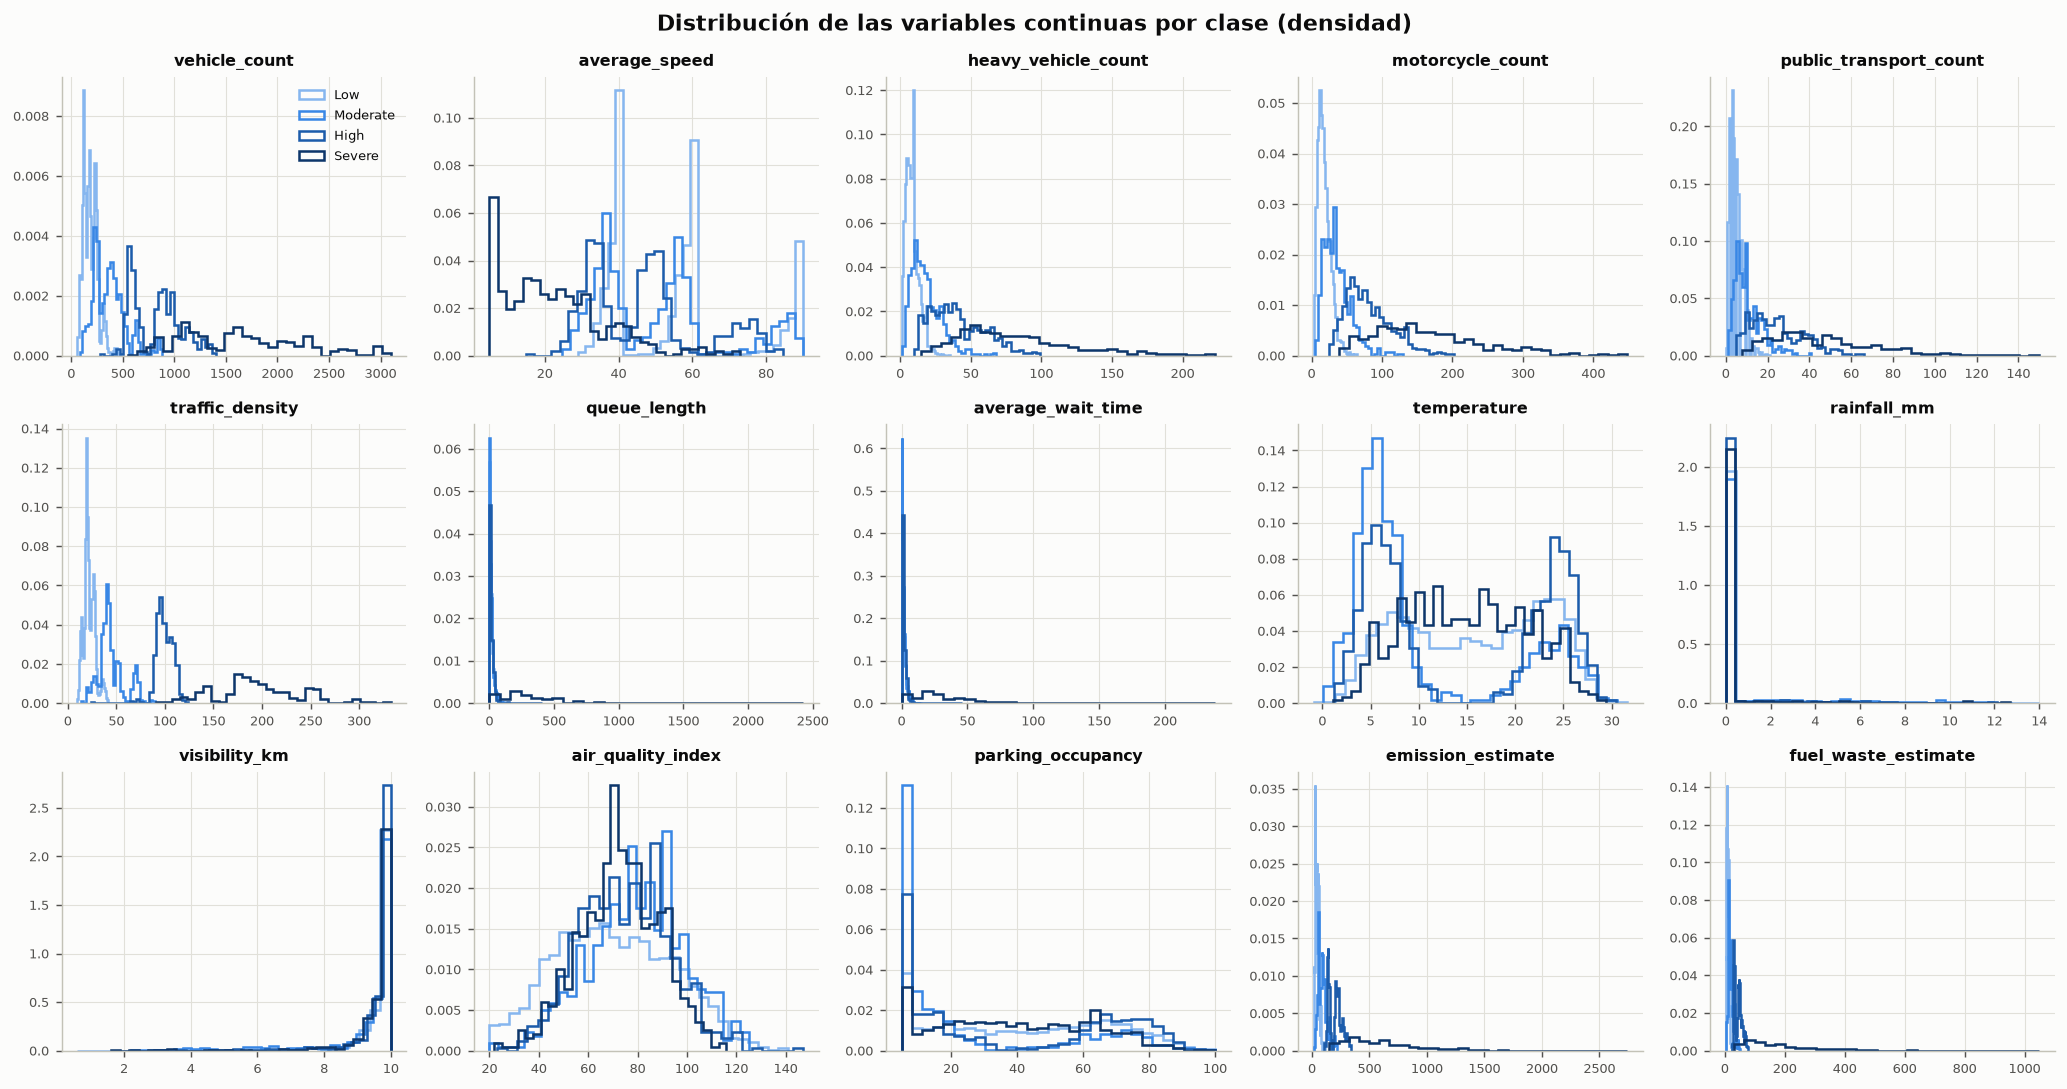 Distribución de las variables continuas por clase (densidad)
vehicle_count
average_speed
heavy_vehicle_count
motorcycle_count
public_transport_count
Low
Moderate
High
Severe
0.008
0.006
0.004
0.002
0.000
0 500 1000 1500 2000 2500 3000
0.10
0.08
0.06
0.04
0.02
0.00
20 40 60 80
0.12
0.10
0.08
0.06
0.04
0.02
0.00
0 50 100 150 200
0.05
0.04
0.03
0.02
0.01
0.00
0 100 200 300 400
0.20
0.15
0.10
0.05
0.00
0 20 40 60 80 100 120 140
traffic_density
queue_length
average_wait_time
temperature
rainfall_mm
0.14
0.12
0.10
0.08
0.06
0.04
0.02
0.00
0 50 100 150 200 250 300
0.06
0.05
0.04
0.03
0.02
0.01
0.00
0 500 1000 1500 2000 2500
0.6
0.5
0.4
0.3
0.2
0.1
0.0
0 50 100 150 200
0.14
0.12
0.10
0.08
0.06
0.04
0.02
0.00
0 5 10 15 20 25 30
2.0
1.5
1.0
0.5
0.0
0 2 4 6 8 10 12 14
visibility_km
air_quality_index
parking_occupancy
emission_estimate
fuel_waste_estimate
2.5
2.0
1.5
1.0
0.5
0.0
2 4 6 8 10
0.030
0.025
0.020
0.015
0.010
0.005
0.000
20 40 60 80 100 120 140
0.12
0.10
0.08
0.06
0.04
0.02
0.00
20 40 60 80 100
0.035
0.030
0.025
0.020
0.015
0.010
0.005
0.000
0 500 1000 1500 2000 2500
0.14
0.12
0.10
0.08
0.06
0.04
0.02
0.00
0 200 400 600 800 1000